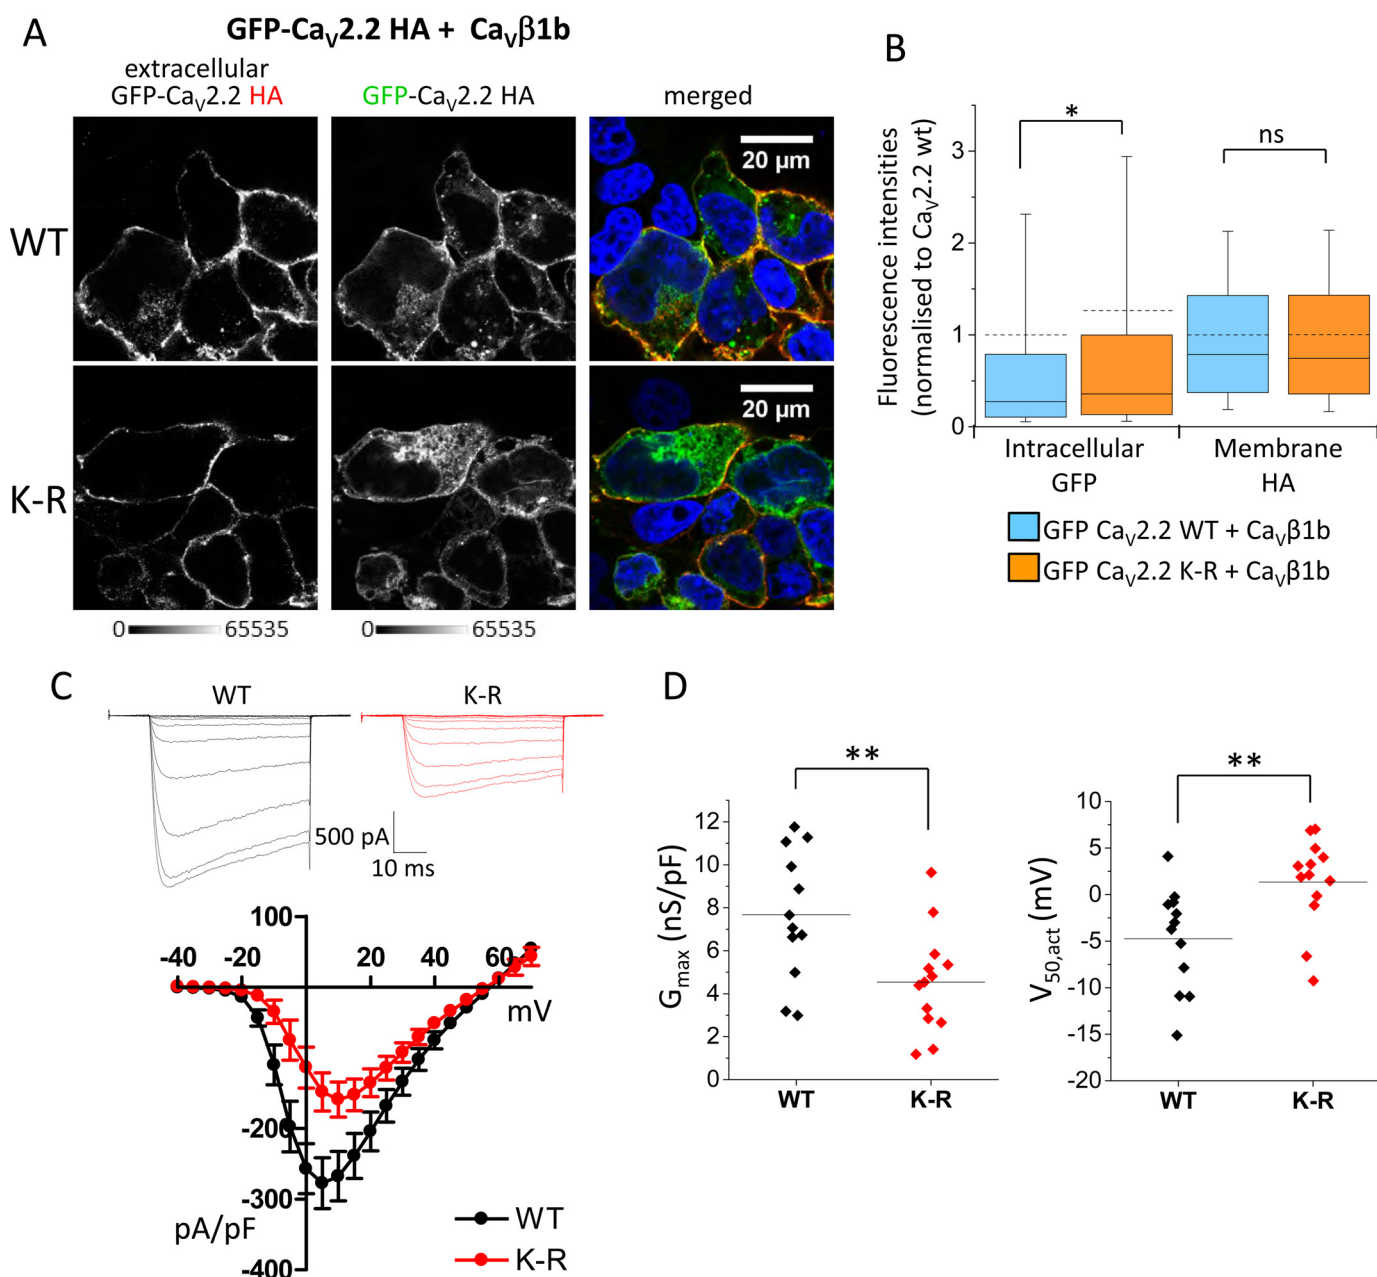 A
GFP-CaV2.2 HA + CaVβ1b
extracellular
GFP-CaV2.2 HA
GFP-CaV2.2 HA
merged
WT
20 µm
K-R
20 µm
0 65535
0 65535
B
Fluorescence intensities
(normalised to CaV2.2 wt)
3
2
1
0
*
ns
Intracellular
GFP
Membrane
HA
GFP CaV2.2 WT + CaVβ1b
GFP CaV2.2 K-R + CaVβ1b
C
WT
K-R
500 pA
10 ms
100
-40 -20 20 40 60
mV
-200
-300
-400
pA/pF
WT
K-R
D
**
Gmax (nS/pF)
12
10
8
6
4
2
0
WT K-R
**
V50,act (mV)
10
5
0
-5
-10
-15
-20
WT K-R